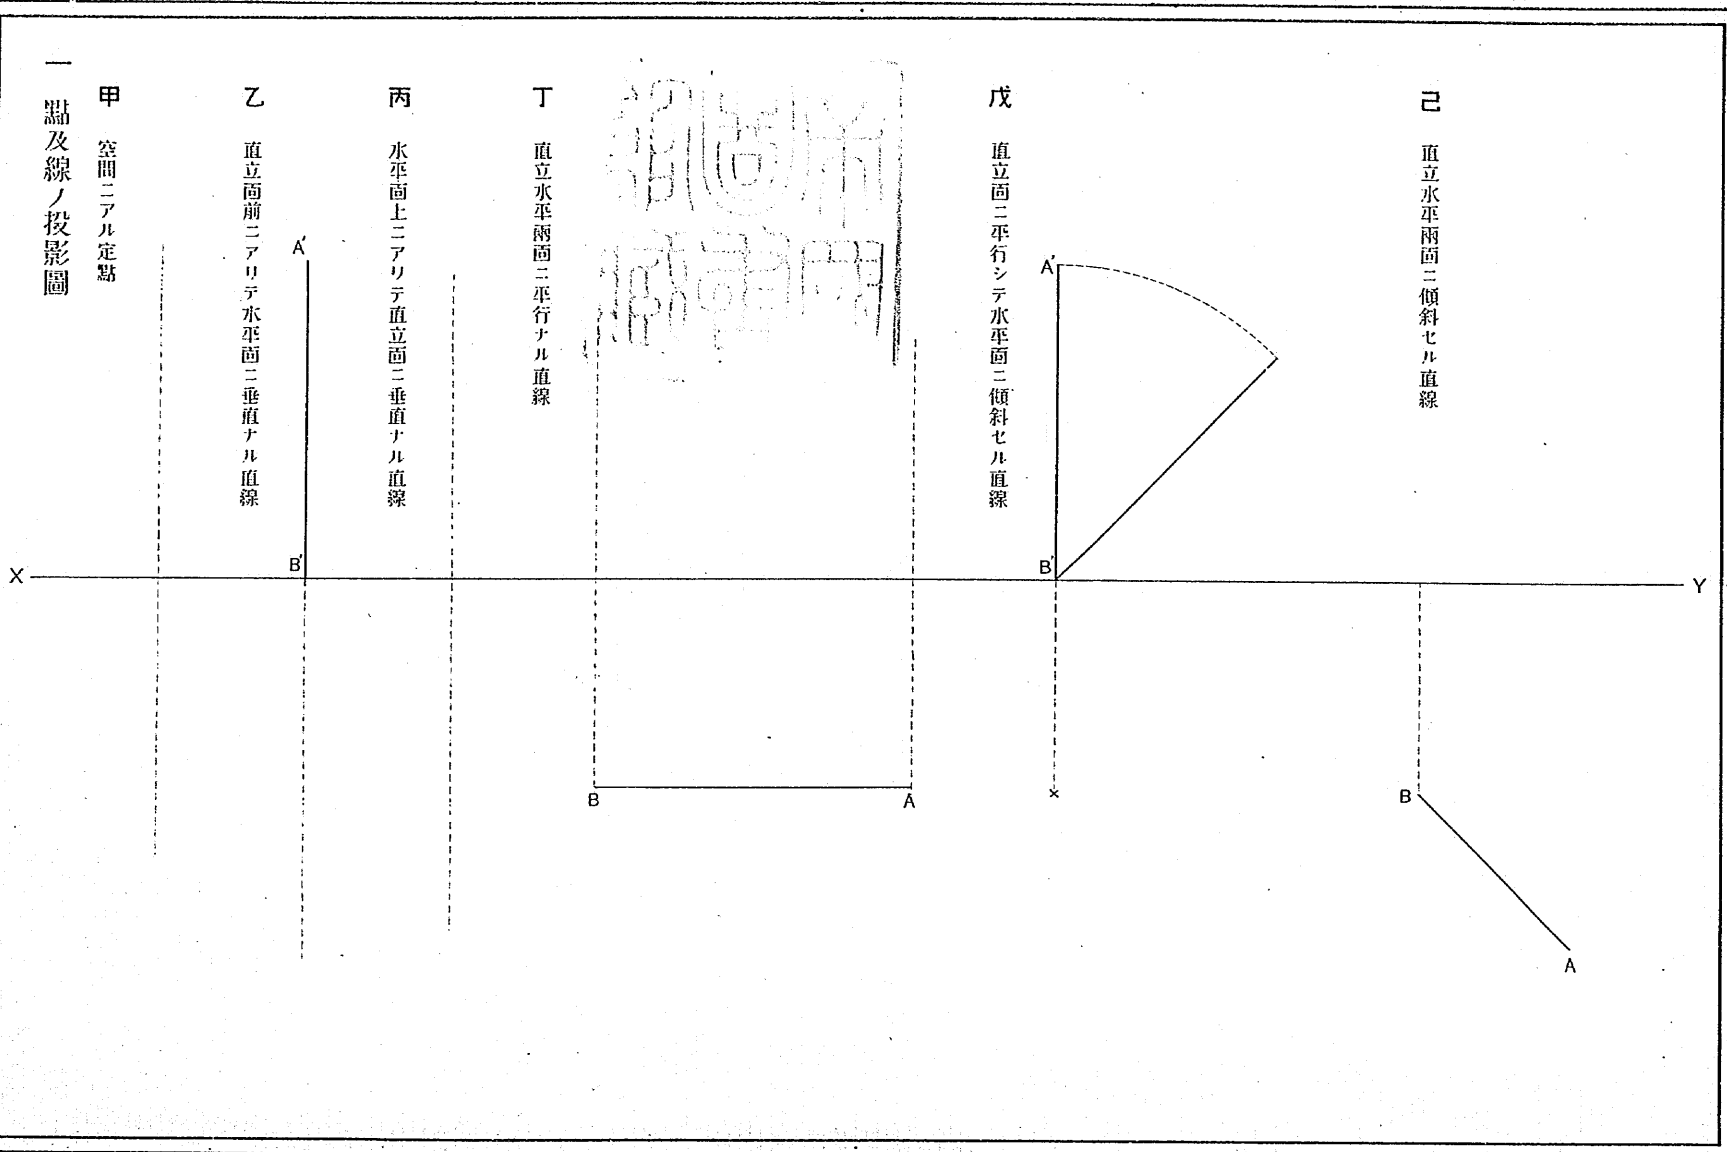 一 點及線ノ投影圖
甲 空間ニアル定點
乙 直立面前ニアリテ水平面ニ垂直ナル直線
丙 水平面上ニアリテ直立面ニ垂直ナル直線
丁 直立水平兩面ニ平行ナル直線
戊 直立面ニ平行シテ水平面ニ傾斜セル直線
己 直立水平兩面ニ傾斜セル直線
A′
B′
A′
B′
X
Y
B
A
B
A